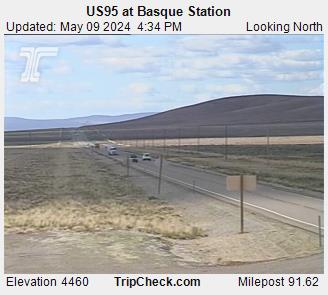 US95 at Basque Station
Updated: May 09 2024 4:34 PM Looking North
Elevation 4460 TripCheck.com Milepost 91.62